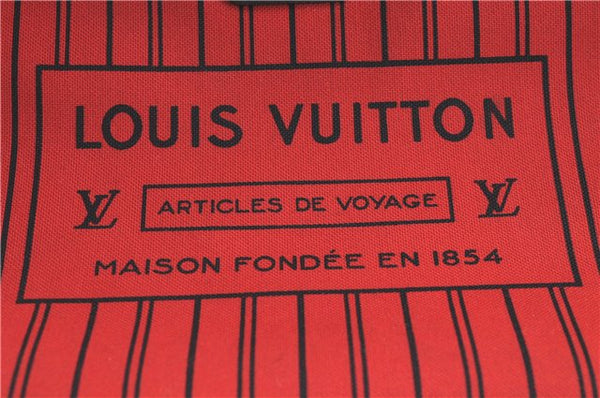 LOUIS VUITTON
LV ARTICLES DE VOYAGE LV
MAISON FONDÉE EN 1854